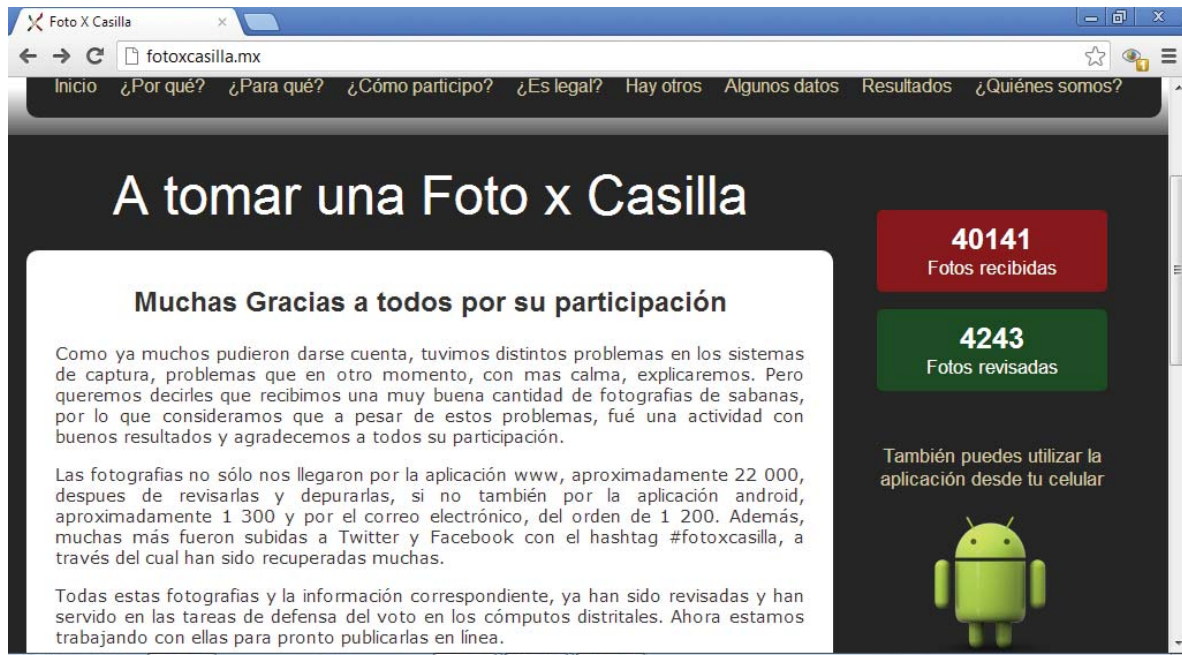 Foto X Casilla
fotoxcasilla.mx
Inicio ¿Por qué? ¿Para qué? ¿Cómo participo? ¿Es legal? Hay otros Algunos datos Resultados ¿Quiénes somos?
A tomar una Foto x Casilla
40141
Fotos recibidas
4243
Fotos revisadas
También puedes utilizar la
aplicación desde tu celular
Muchas Gracias a todos por su participación
Como ya muchos pudieron darse cuenta, tuvimos distintos problemas en los sistemas
de captura, problemas que en otro momento, con mas calma, explicaremos. Pero
queremos decirles que recibimos una muy buena cantidad de fotografias de sabanas,
por lo que consideramos que a pesar de estos problemas, fué una actividad con
buenos resultados y agradecemos a todos su participación.
Las fotografias no sólo nos llegaron por la aplicación www, aproximadamente 22 000,
despues de revisarlas y depurarlas, si no también por la aplicación android,
aproximadamente 1 300 y por el correo electrónico, del orden de 1 200. Además,
muchas más fueron subidas a Twitter y Facebook con el hashtag #fotoxcasilla, a
través del cual han sido recuperadas muchas.
Todas estas fotografias y la información correspondiente, ya han sido revisadas y han
servido en las tareas de defensa del voto en los cómputos distritales. Ahora estamos
trabajando con ellas para pronto publicarlas en línea.